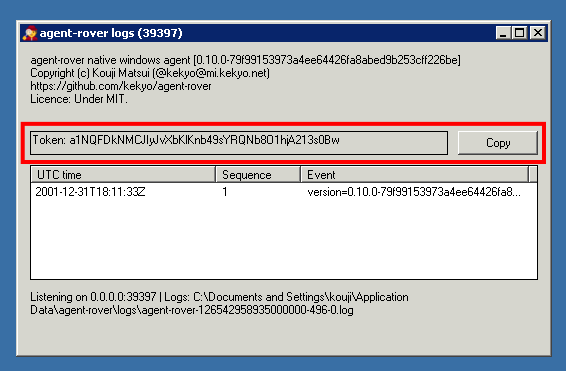 agent-rover logs (39397)
agent-rover native windows agent [0.10.0-79f99153973a4ee64426fa8abed9b253cff226be]
Copyright (c) Kouji Matsui (@kekyo@mi.kekyo.net)
https://github.com/kekyo/agent-rover
Licence: Under MIT.
Token: a1NQFDkNMCJIyJvXbKlKnb49sYRQNb8O1hjA213s0Bw
Copy
UTC time Sequence Event
2001-12-31T18:11:33Z 1 version=0.10.0-79f99153973a4ee64426fa8...
Listening on 0.0.0.0:39397 | Logs: C:\Documents and Settings\kouji\Application
Data\agent-rover\logs\agent-rover-126542958935000000-496-0.log